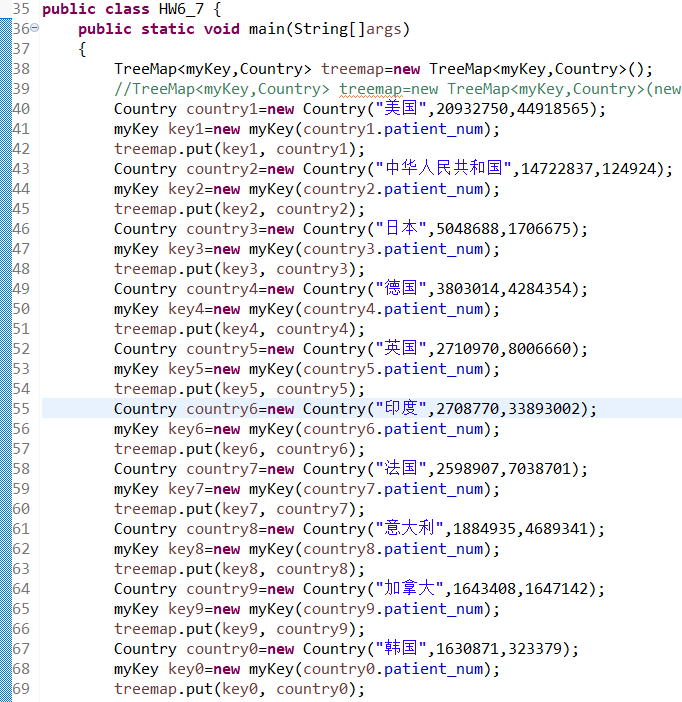 35 public class HW6_7 {
36 public static void main(String[]args)
37 {
38 TreeMap<myKey,Country> treemap=new TreeMap<myKey,Country>();
39 //TreeMap<myKey,Country> treemap=new TreeMap<myKey,Country>(new
40 Country country1=new Country("美国",20932750,44918565);
41 myKey key1=new myKey(country1.patient_num);
42 treemap.put(key1, country1);
43 Country country2=new Country("中华人民共和国",14722837,124924);
44 myKey key2=new myKey(country2.patient_num);
45 treemap.put(key2, country2);
46 Country country3=new Country("日本",5048688,1706675);
47 myKey key3=new myKey(country3.patient_num);
48 treemap.put(key3, country3);
49 Country country4=new Country("德国",3803014,4284354);
50 myKey key4=new myKey(country4.patient_num);
51 treemap.put(key4, country4);
52 Country country5=new Country("英国",2710970,8006660);
53 myKey key5=new myKey(country5.patient_num);
54 treemap.put(key5, country5);
55 Country country6=new Country("印度",2708770,33893002);
56 myKey key6=new myKey(country6.patient_num);
57 treemap.put(key6, country6);
58 Country country7=new Country("法国",2598907,7038701);
59 myKey key7=new myKey(country7.patient_num);
60 treemap.put(key7, country7);
61 Country country8=new Country("意大利",1884935,4689341);
62 myKey key8=new myKey(country8.patient_num);
63 treemap.put(key8, country8);
64 Country country9=new Country("加拿大",1643408,1647142);
65 myKey key9=new myKey(country9.patient_num);
66 treemap.put(key9, country9);
67 Country country0=new Country("韩国",1630871,323379);
68 myKey key0=new myKey(country0.patient_num);
69 treemap.put(key0, country0);